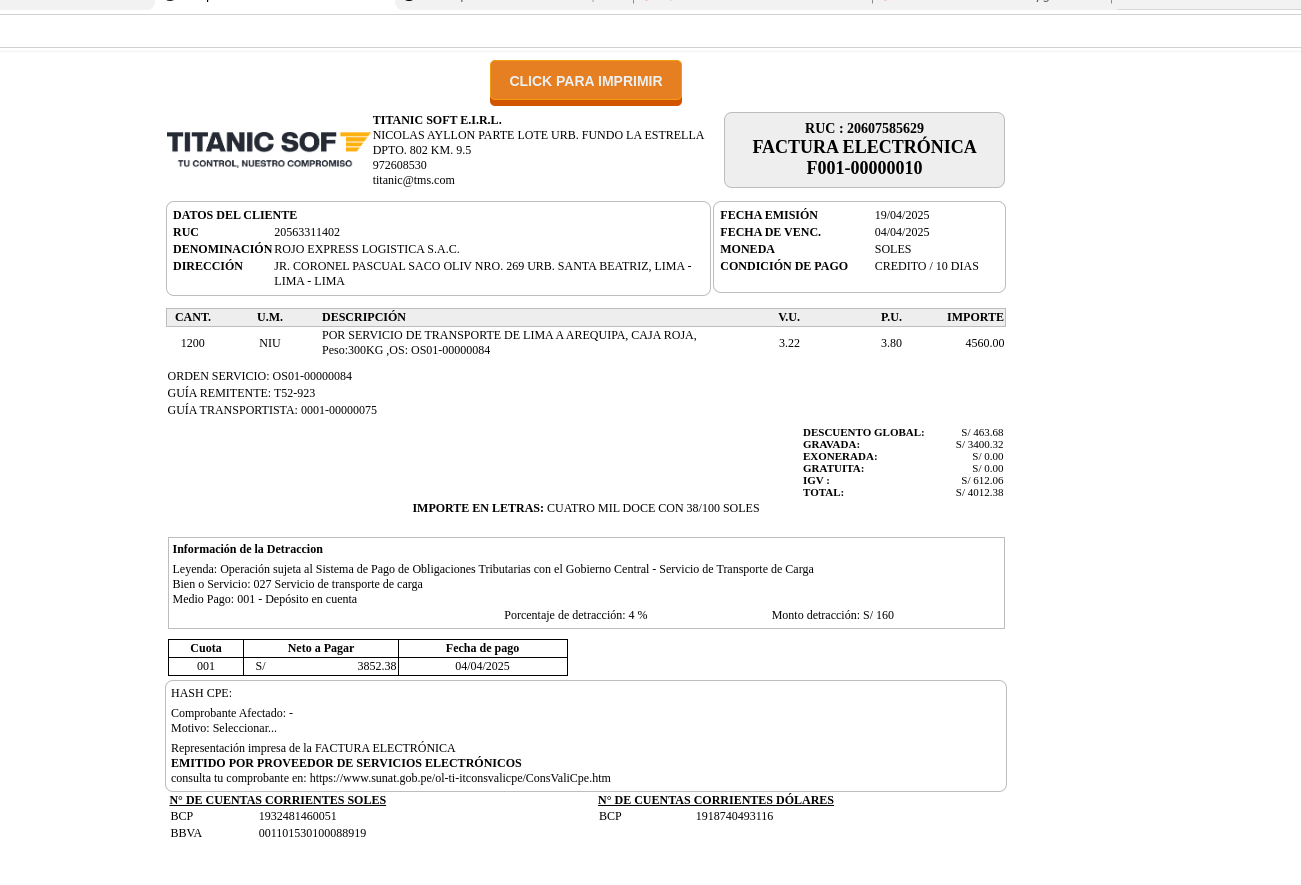 CLICK PARA IMPRIMIR
TITANIC SOF
TU CONTROL, NUESTRO COMPROMISO
TITANIC SOFT E.I.R.L.
NICOLAS AYLLON PARTE LOTE URB. FUNDO LA ESTRELLA
DPTO. 802 KM. 9.5
972608530
titanic@tms.com
RUC : 20607585629
FACTURA ELECTRÓNICA
F001-00000010
DATOS DEL CLIENTE
RUC 20563311402
DENOMINACIÓN ROJO EXPRESS LOGISTICA S.A.C.
DIRECCIÓN JR. CORONEL PASCUAL SACO OLIV NRO. 269 URB. SANTA BEATRIZ, LIMA -
LIMA - LIMA
FECHA EMISIÓN 19/04/2025
FECHA DE VENC. 04/04/2025
MONEDA SOLES
CONDICIÓN DE PAGO CREDITO / 10 DIAS
CANT. U.M. DESCRIPCIÓN V.U. P.U. IMPORTE
1200 NIU POR SERVICIO DE TRANSPORTE DE LIMA A AREQUIPA, CAJA ROJA, 3.22 3.80 4560.00
Peso:300KG ,OS: OS01-00000084
ORDEN SERVICIO: OS01-00000084
GUÍA REMITENTE: T52-923
GUÍA TRANSPORTISTA: 0001-00000075
DESCUENTO GLOBAL: S/ 463.68
GRAVADA: S/ 3400.32
EXONERADA: S/ 0.00
GRATUITA: S/ 0.00
IGV : S/ 612.06
TOTAL: S/ 4012.38
IMPORTE EN LETRAS: CUATRO MIL DOCE CON 38/100 SOLES
Información de la Detraccion
Leyenda: Operación sujeta al Sistema de Pago de Obligaciones Tributarias con el Gobierno Central - Servicio de Transporte de Carga
Bien o Servicio: 027 Servicio de transporte de carga
Medio Pago: 001 - Depósito en cuenta
Porcentaje de detracción: 4 % Monto detracción: S/ 160
Cuota Neto a Pagar Fecha de pago
001 S/ 3852.38 04/04/2025
HASH CPE:
Comprobante Afectado: -
Motivo: Seleccionar...
Representación impresa de la FACTURA ELECTRÓNICA
EMITIDO POR PROVEEDOR DE SERVICIOS ELECTRÓNICOS
consulta tu comprobante en: https://www.sunat.gob.pe/ol-ti-itconsvalicpe/ConsValiCpe.htm
N° DE CUENTAS CORRIENTES SOLES N° DE CUENTAS CORRIENTES DÓLARES
BCP 1932481460051 BCP 1918740493116
BBVA 001101530100088919